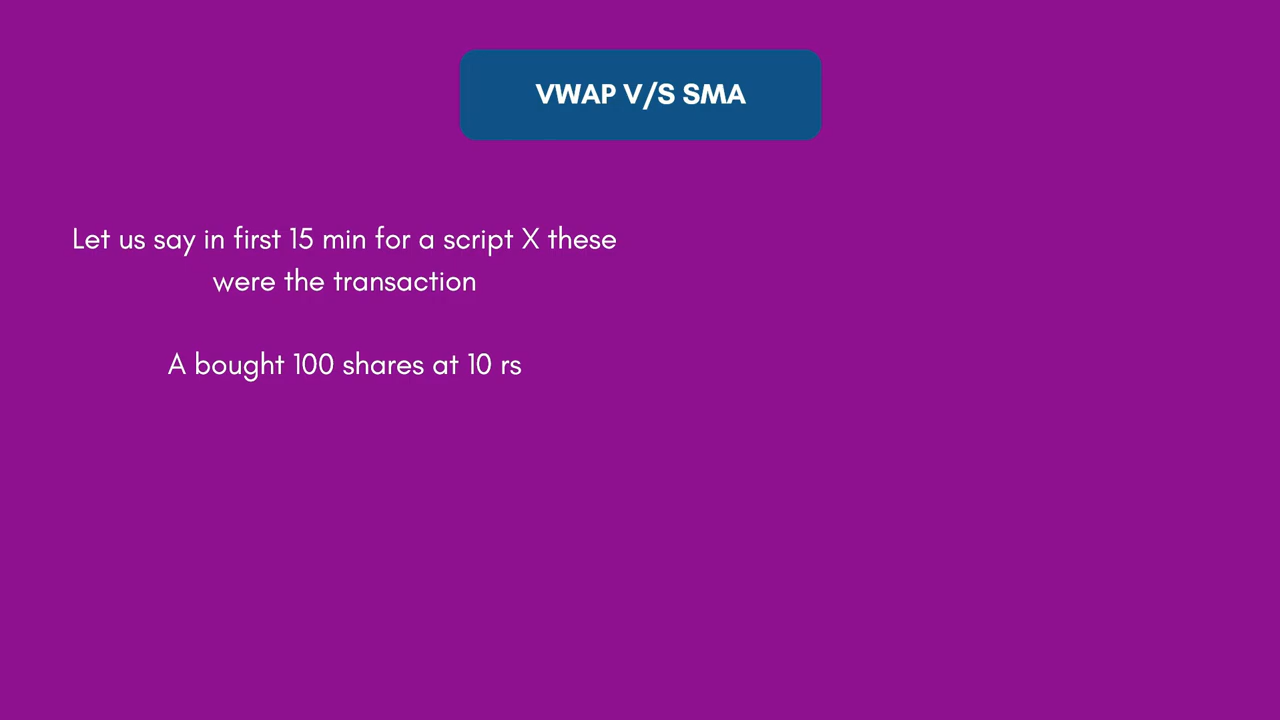 VWAP V/S SMA
Let us say in first 15 min for a script X these
were the transaction
A bought 100 shares at 10 rs